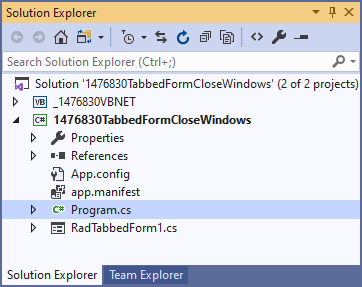 Solution Explorer
Search Solution Explorer (Ctrl+;)
Solution '1476830TabbedFormCloseWindows' (2 of 2 projects)
VB _1476830VBNET
C# 1476830TabbedFormCloseWindows
Properties
References
App.config
app.manifest
C# Program.cs
RadTabbedForm1.cs
Solution Explorer Team Explorer